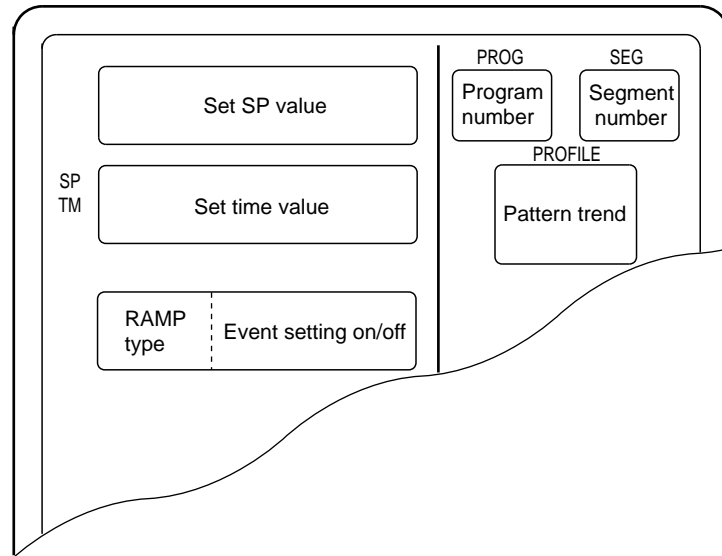 Set SP value
SP
TM
Set time value
RAMP
type
Event setting on/off
PROG
SEG
Program
number
Segment
number
PROFILE
Pattern trend